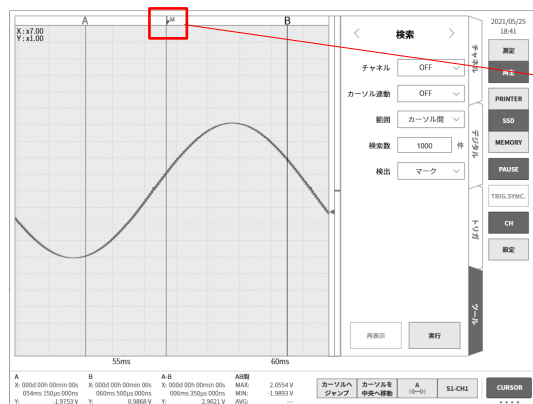 A
M
B
X:x7.00
Y:x1.00
55ms
60ms
検索
チャネル
OFF
カーソル連動
OFF
範囲
カーソル間
検索数
1000
件
検出
マーク
再表示
実行
チャネル
デジタル
トリガ
ツール
2021/05/25
18:41
測定
再生
PRINTER
SSD
MEMORY
PAUSE
TRIG.SYNC.
CH
設定
A
X: 000d 00h 00min 00s
054ms 150μs 000ns
Y: -1.9753 V
B
X: 000d 00h 00min 00s
060ms 500μs 000ns
Y: 0.9868 V
A-B
X: 000d 00h 00min 00s
006ms 350μs 000ns
Y: 2.9621 V
AB間
MAX: 2.0554 V
MIN: -1.9893 V
AVG: ---
カーソルへ
ジャンプ
カーソルを
中央へ移動
A
S1-CH1
CURSOR